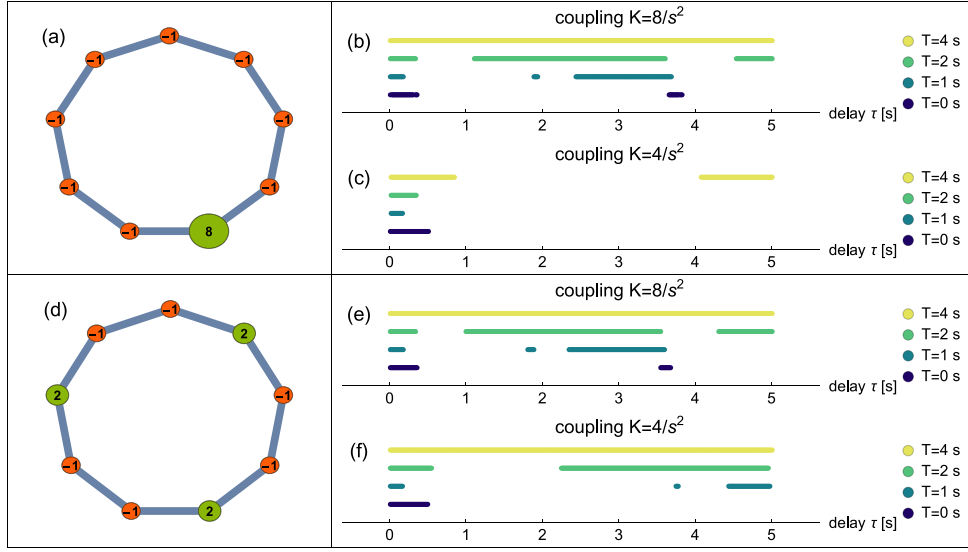 (a)
−1
−1
−1
−1
−1
−1
−1
−1
8
coupling K=8/s²
(b)
T=4 s
T=2 s
T=1 s
T=0 s
0 1 2 3 4 5 delay τ [s]
coupling K=4/s²
(c)
T=4 s
T=2 s
T=1 s
T=0 s
0 1 2 3 4 5 delay τ [s]
(d)
−1
−1
2
2
−1
−1
−1
−1
2
coupling K=8/s²
(e)
T=4 s
T=2 s
T=1 s
T=0 s
0 1 2 3 4 5 delay τ [s]
coupling K=4/s²
(f)
T=4 s
T=2 s
T=1 s
T=0 s
0 1 2 3 4 5 delay τ [s]